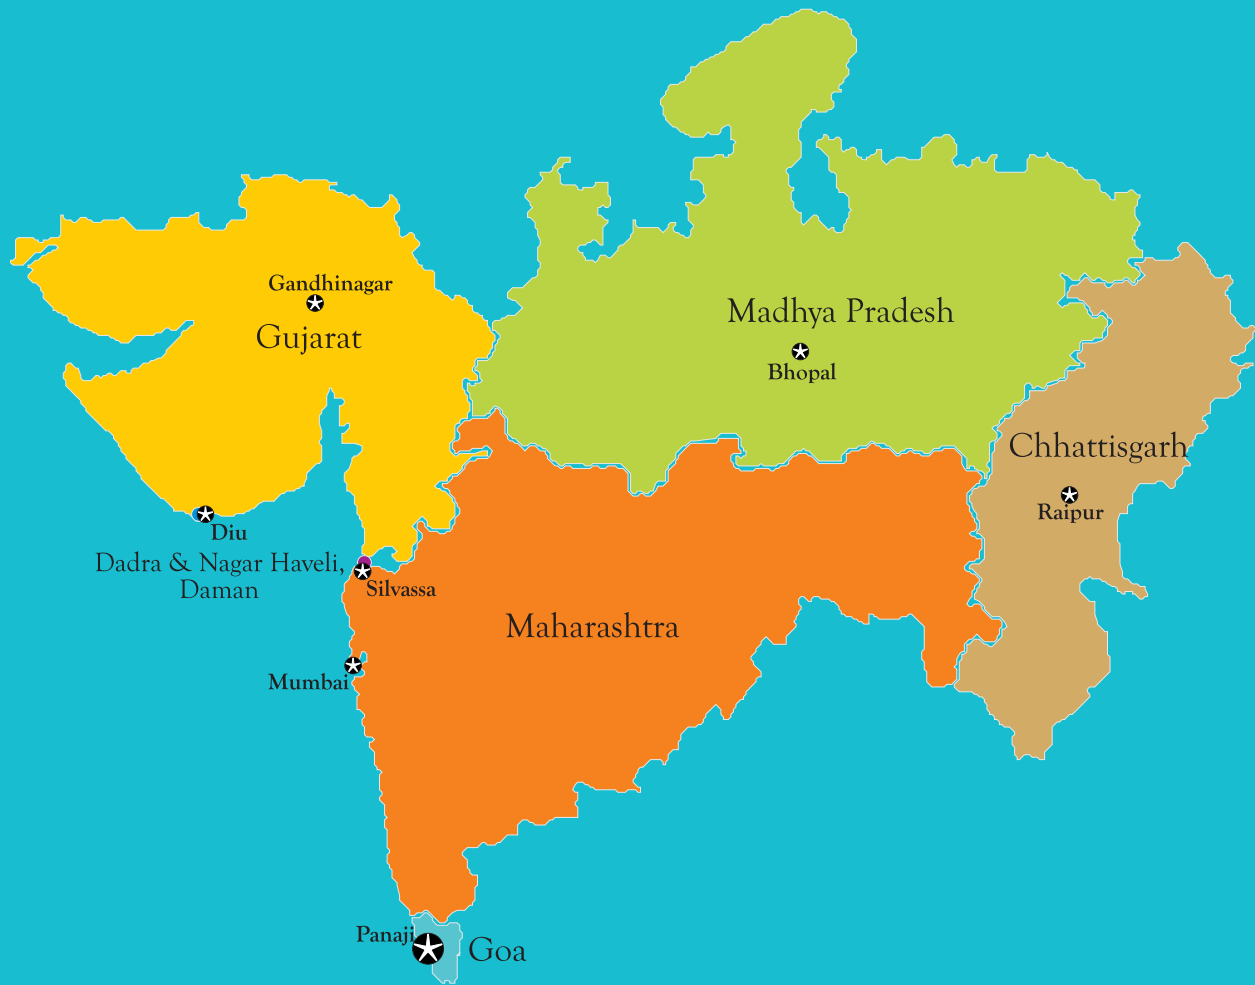 Gandhinagar
Madhya Pradesh
Gujarat
Bhopal
Chhattisgarh
Raipur
Diu
Dadra & Nagar Haveli,
Daman
Silvassa
Maharashtra
Mumbai
Panaji
Goa